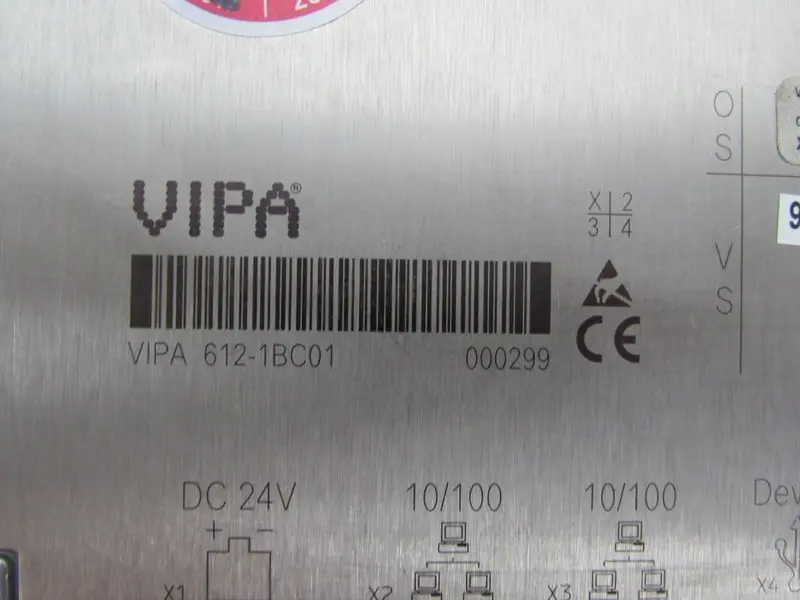 VIPA®
X 2
3 4
VIPA 612-1BC01 000299
CE
O
S
V
S
9
DC 24V 10/100 10/100 Dev
+ −
X1 X2 X3 X4